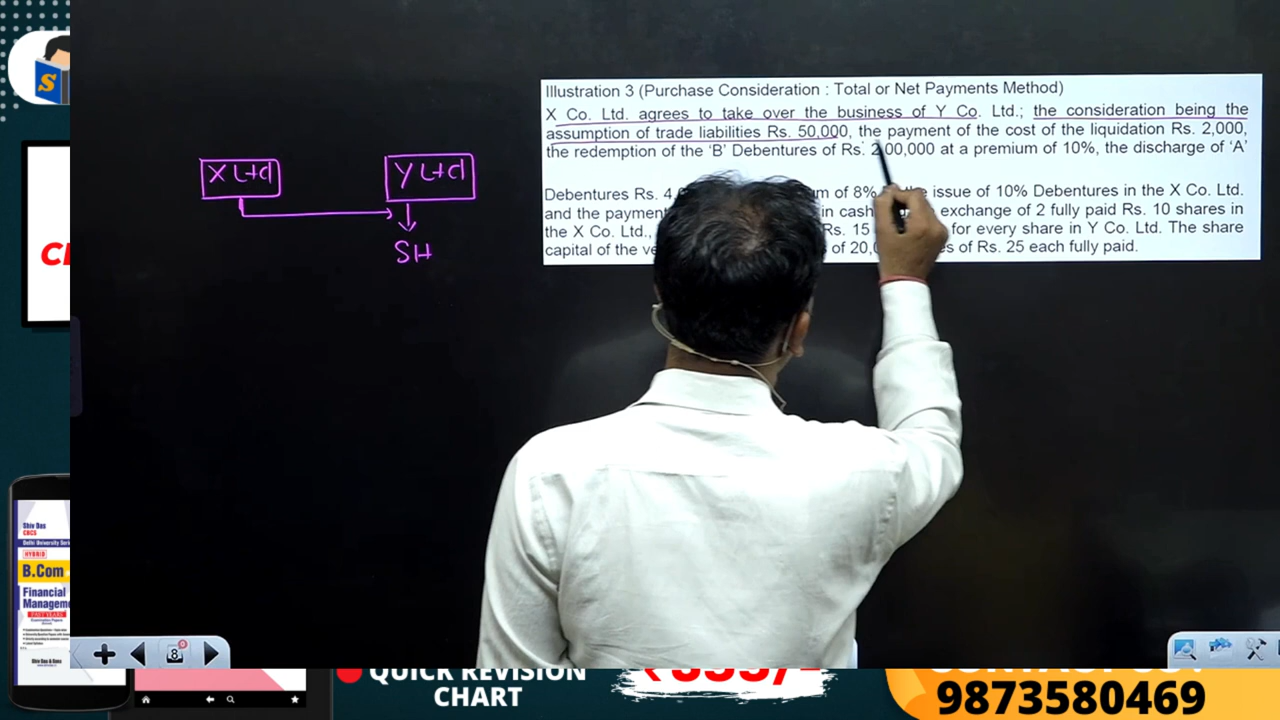 Illustration 3 (Purchase Consideration : Total or Net Payments Method)
X Co. Ltd. agrees to take over the business of Y Co. Ltd.; the consideration being the
assumption of trade liabilities Rs. 50,000, the payment of the cost of the liquidation Rs. 2,000,
the redemption of the 'B' Debentures of Rs. 2,00,000 at a premium of 10%, the discharge of 'A'
Debentures Rs. of 8% issue of 10% Debentures in the X Co. Ltd.
and the payment in cash exchange of 2 fully paid Rs. 10 shares in
the X Co. Ltd., Rs. 15 for every share in Y Co. Ltd. The share
capital of the of of Rs. 25 each fully paid.
X Ltd
Y Ltd
SH
S
Shiv Das
CBCS
HYBRID
B.Com
Financial
Shiv Das & Sons
8
QUICK REVISION
CHART
9873580469